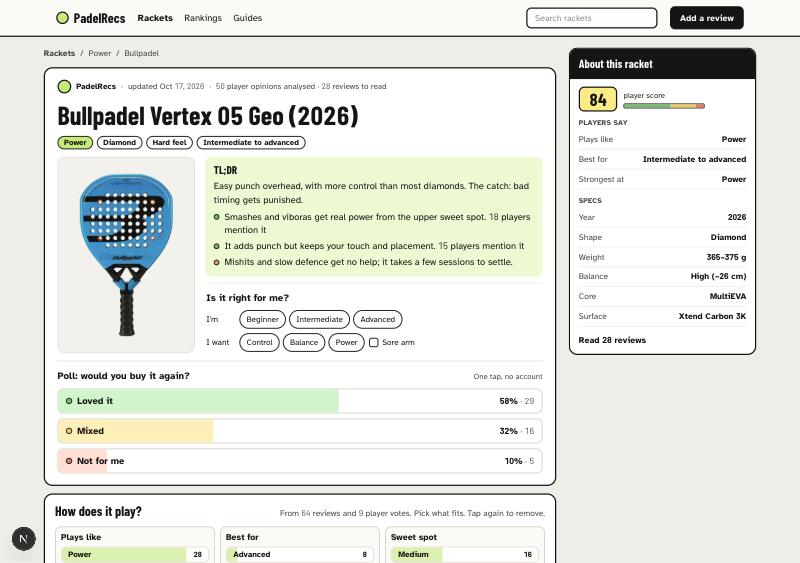 PadelRecs Rackets Rankings Guides Search rackets Add a review
Rackets / Power / Bullpadel
PadelRecs · updated Oct 17, 2026 · 50 player opinions analysed · 28 reviews to read
Bullpadel Vertex 05 Geo (2026)
Power Diamond Hard feel Intermediate to advanced
TL;DR
Easy punch overhead, with more control than most diamonds. The catch: bad
timing gets punished.
Smashes and viboras get real power from the upper sweet spot. 18 players
mention it
It adds punch but keeps your touch and placement. 15 players mention it
Mishits and slow defence get no help; it takes a few sessions to settle.
Bullpadel
Is it right for me?
I'm Beginner Intermediate Advanced
I want Control Balance Power Sore arm
Poll: would you buy it again? One tap, no account
Loved it 58% · 29
Mixed 32% · 16
Not for me 10% · 5
How does it play? From 64 reviews and 9 player votes. Pick what fits. Tap again to remove.
Plays like Best for Sweet spot
Power 28 Advanced 8 Medium 16
N
About this racket
84 player score
PLAYERS SAY
Plays like Power
Best for Intermediate to advanced
Strongest at Power
SPECS
Year 2026
Shape Diamond
Weight 365–375 g
Balance High (~26 cm)
Core MultiEVA
Surface Xtend Carbon 3K
Read 28 reviews